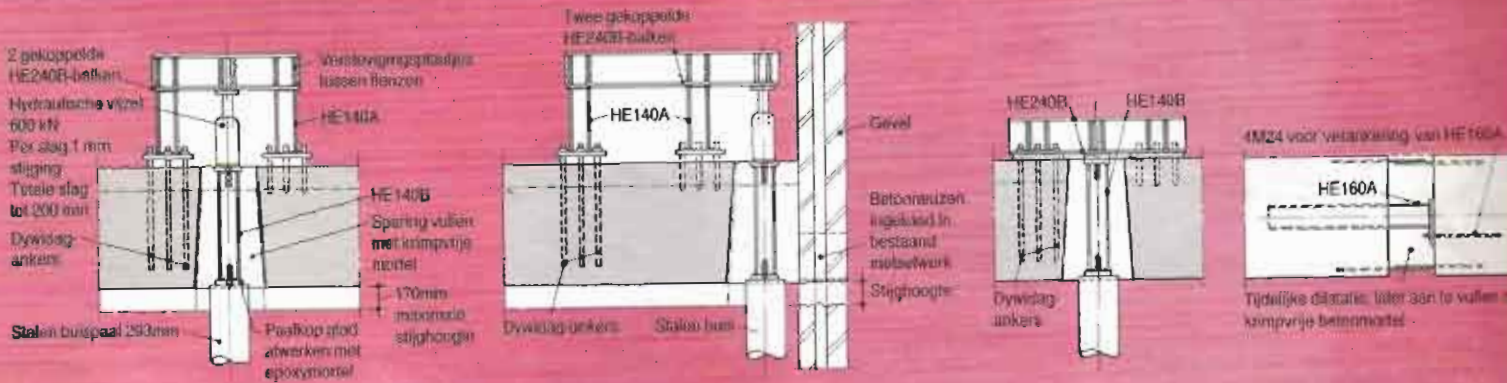 2 gekoppelde
HE240B-balken
Hydraulische vijzel
600 kN
Per slag 1 mm
stijging
Totale slag
tot 200 mm
Dywidag-
ankers
Stalen buispaal 293mm
Verstevigingsplaatjes
tussen flenzen
HE140A
HE140B
Sparing vullen
met krimpvrije
mortel
170mm
maximale
stijghoogte
Paalkop glad
afwerken met
epoxymortel
Twee gekoppelde
HE240B-balken
HE140A
Gevel
Betonneuzen
ingekast in
bestaand
metselwerk
Stijghoogte
Dywidag-ankers
Stalen buis
HE240B
HE140B
Dywidag-
ankers
4M24 voor verankering van HE160A
HE160A
Tijdelijke dilatatie, later aan te vullen
krimpvrije betonmortel